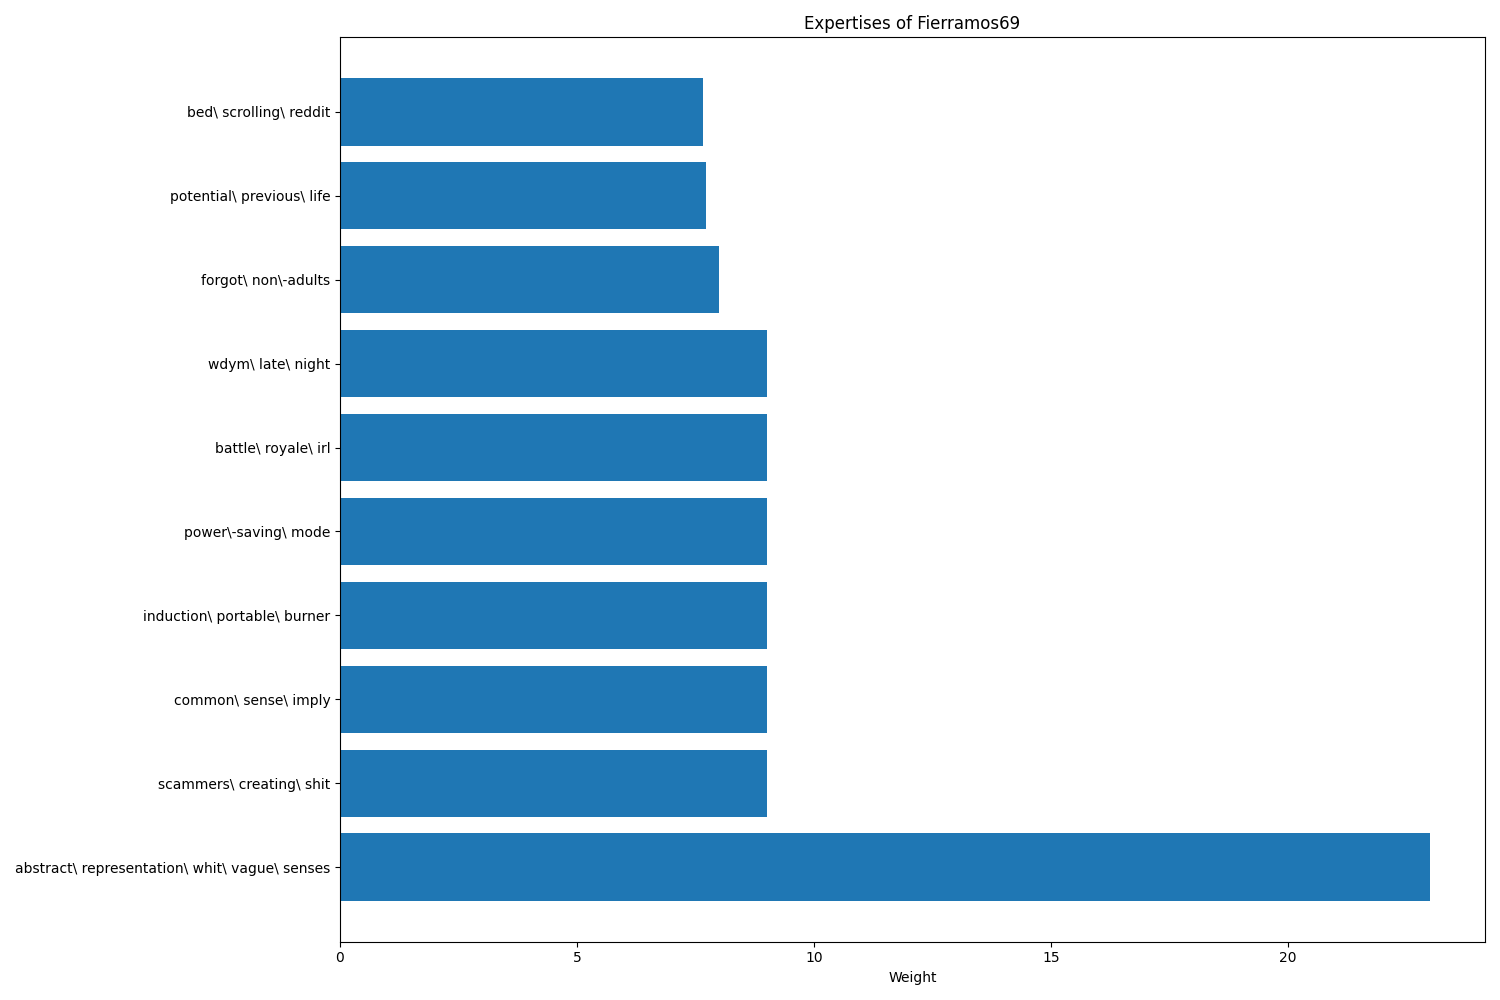 Expertises of Fierramos69
bed\ scrolling\ reddit
potential\ previous\ life
forgot\ non\-adults
wdym\ late\ night
battle\ royale\ irl
power\-saving\ mode
induction\ portable\ burner
common\ sense\ imply
scammers\ creating\ shit
abstract\ representation\ whit\ vague\ senses
0 5 10 15 20
Weight